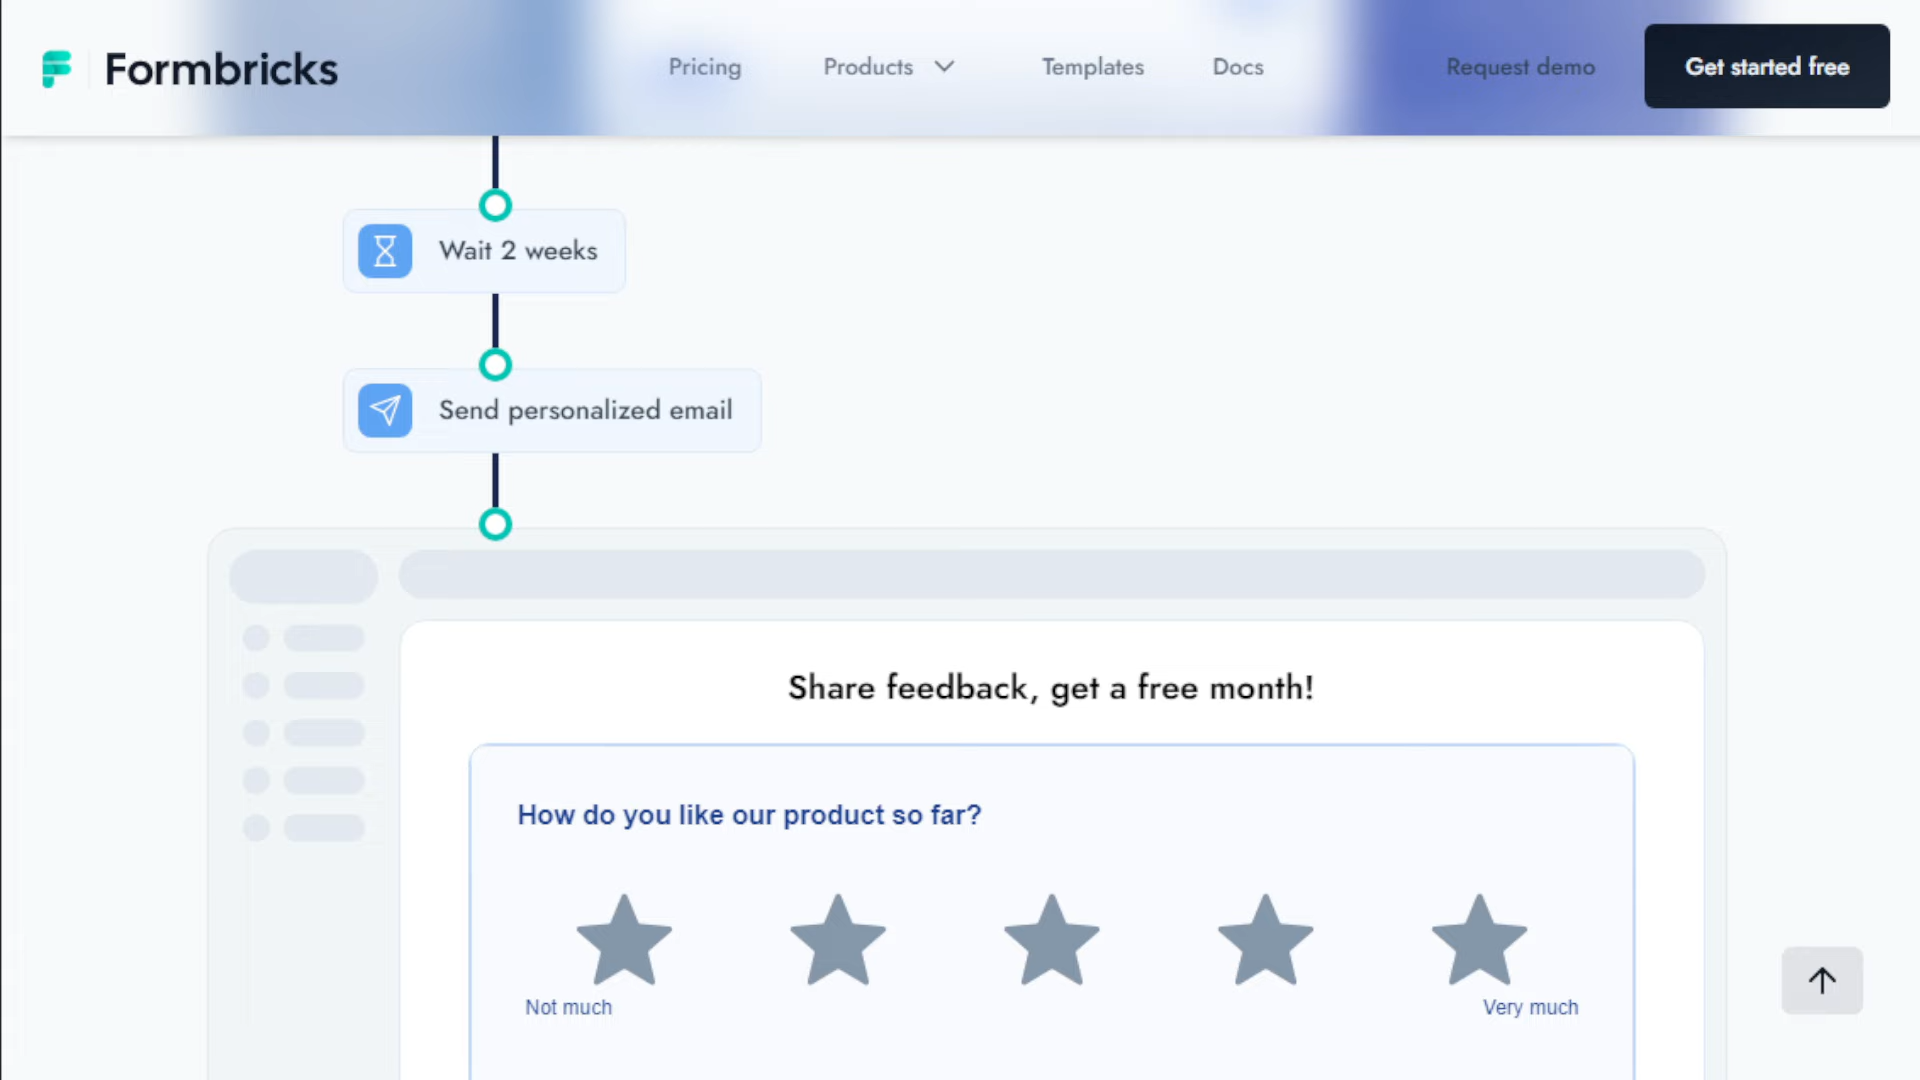 Formbricks
Pricing
Products
Templates
Docs
Request demo
Get started free
Wait 2 weeks
Send personalized email
Share feedback, get a free month!
How do you like our product so far?
Not much
Very much